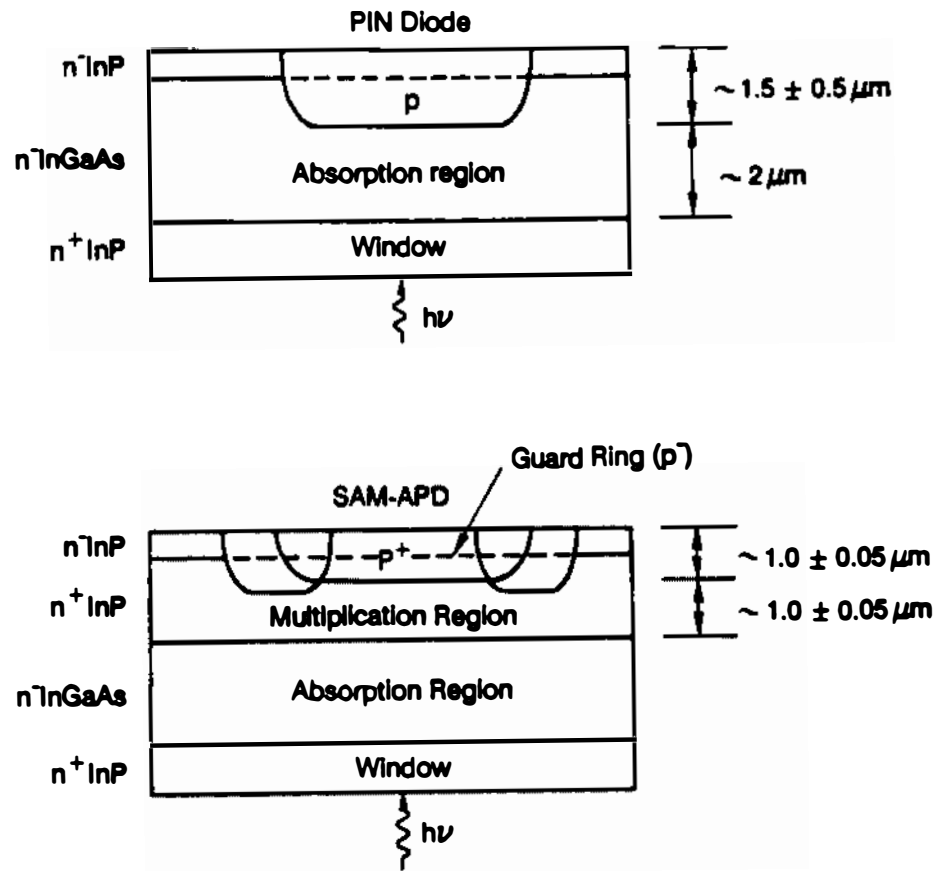 PIN Diode
n⁻InP
p
~ 1.5 ± 0.5 μm
n⁻InGaAs
Absorption region
~ 2 μm
n⁺ InP
Window
hν
Guard Ring (p⁻)
SAM-APD
n⁻InP
p⁺
~ 1.0 ± 0.05 μm
n⁺ InP
Multiplication Region
~ 1.0 ± 0.05 μm
n⁻InGaAs
Absorption Region
n⁺ InP
Window
hν